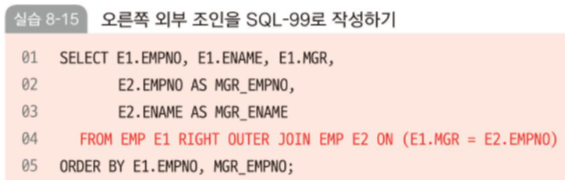 실습 8-15 오른쪽 외부 조인을 SQL-99로 작성하기
01 SELECT E1.EMPNO, E1.ENAME, E1.MGR,
02 E2.EMPNO AS MGR_EMPNO,
03 E2.ENAME AS MGR_ENAME
04 FROM EMP E1 RIGHT OUTER JOIN EMP E2 ON (E1.MGR = E2.EMPNO)
05 ORDER BY E1.EMPNO, MGR_EMPNO;